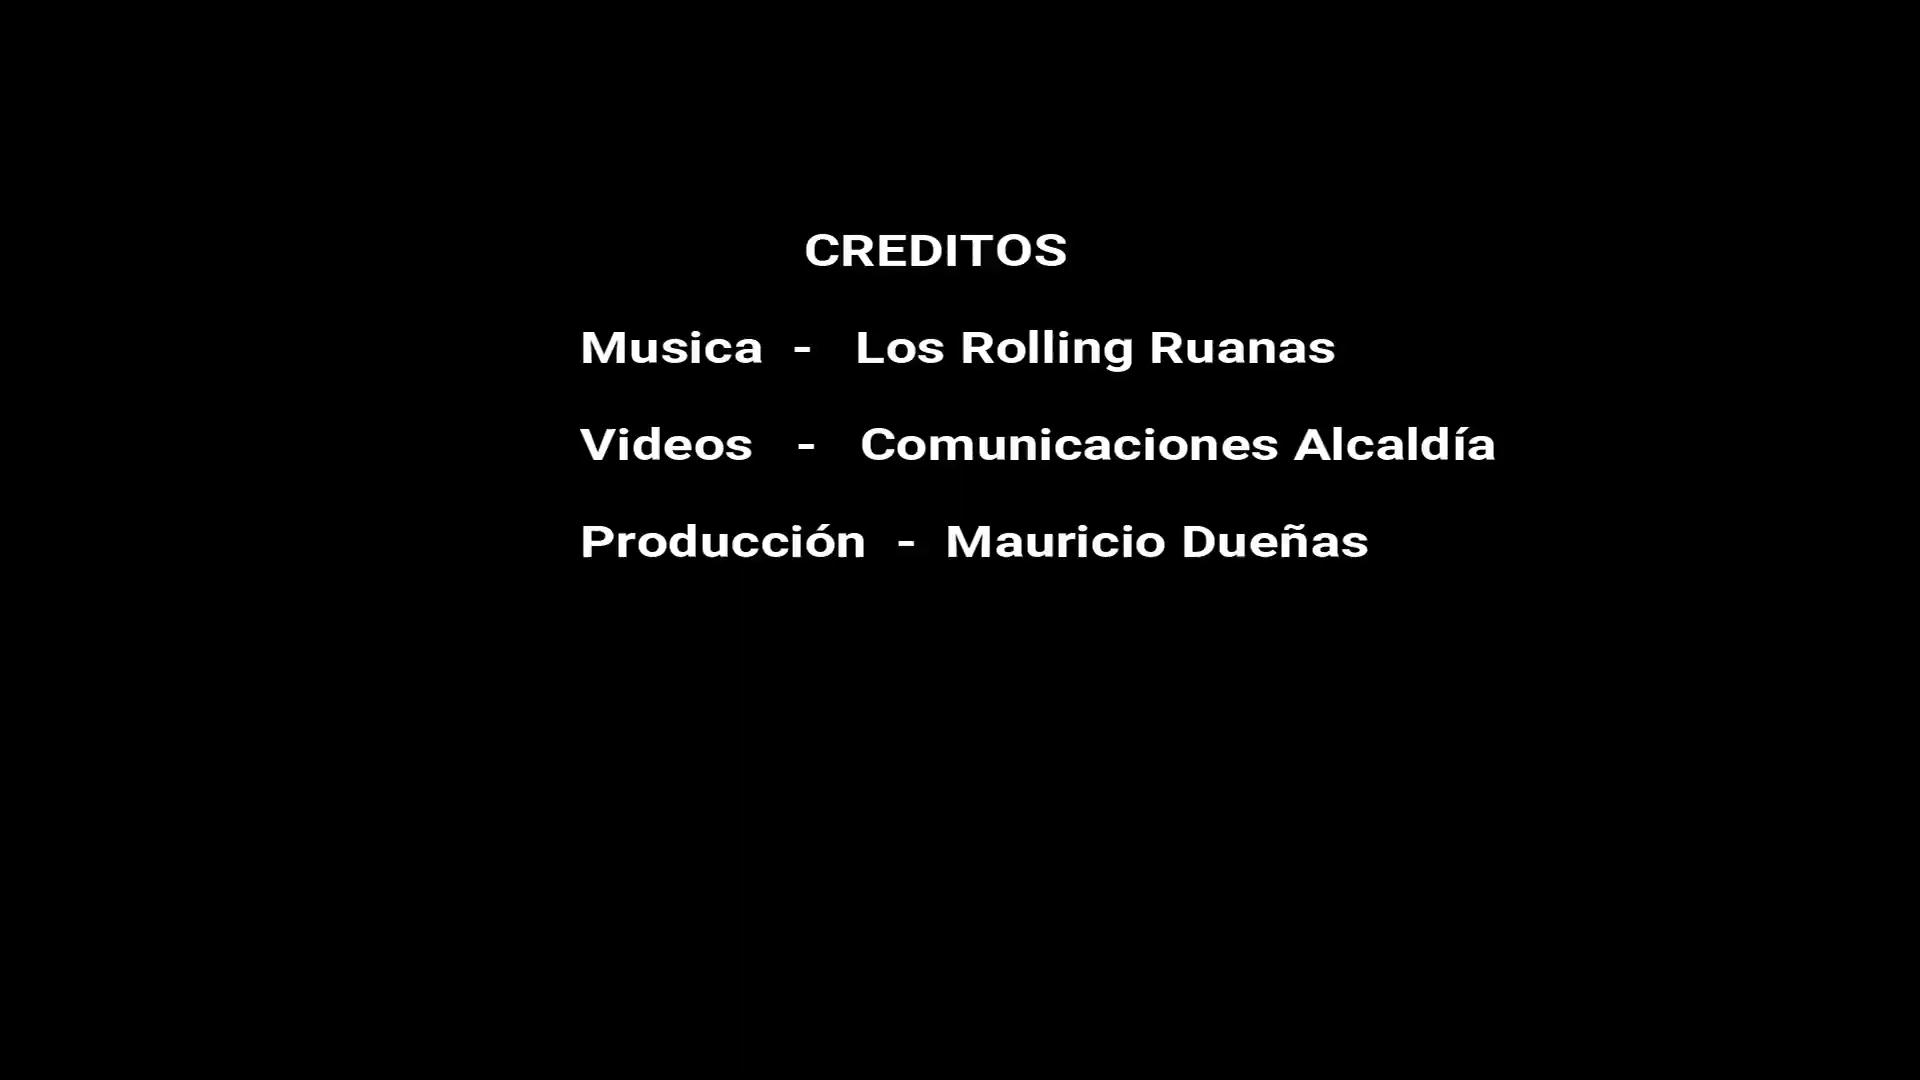 CREDITOS
Musica - Los Rolling Ruanas
Videos - Comunicaciones Alcaldía
Producción - Mauricio Dueñas